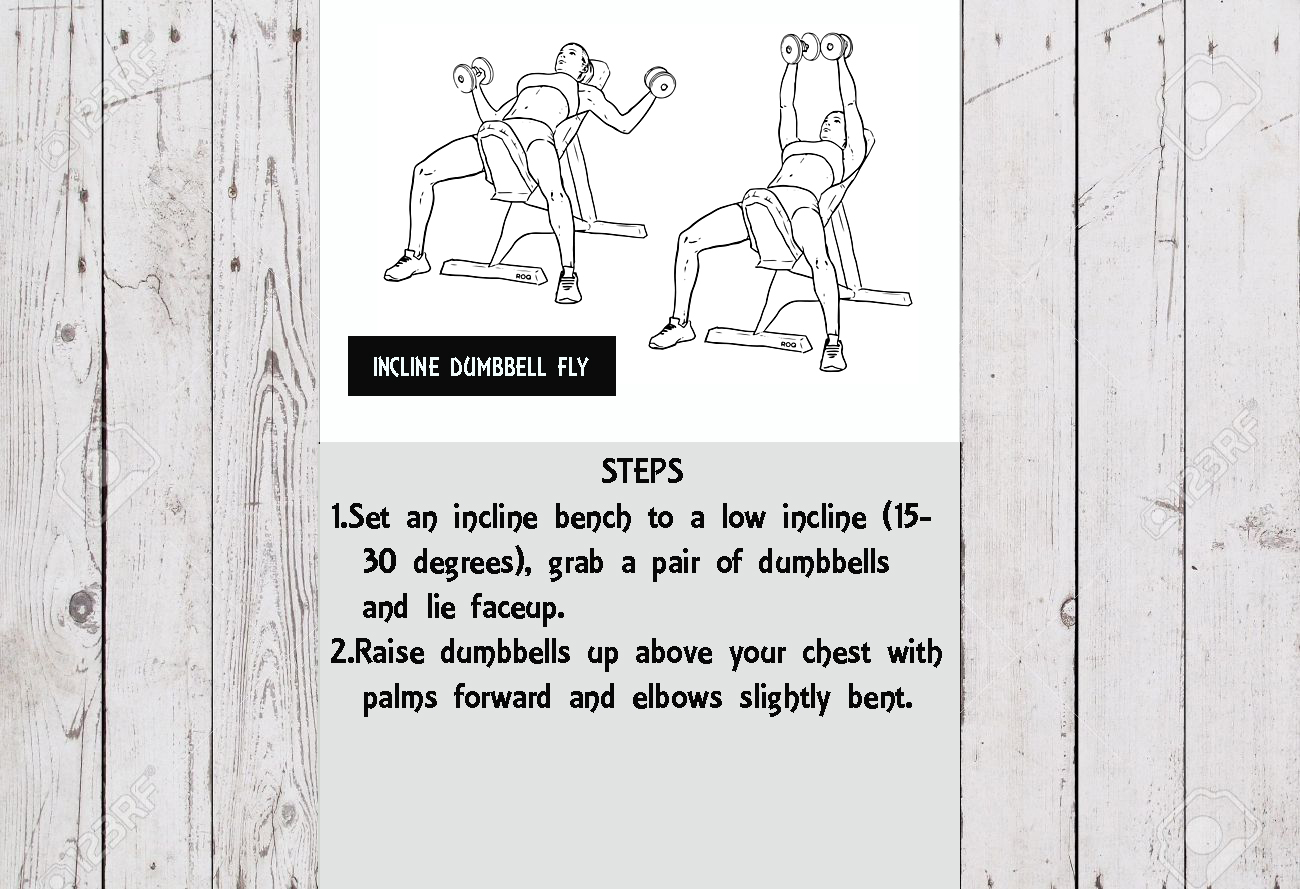 ROQ
ROQ
INCLINE DUMBBELL FLY
STEPS
1.Set an incline bench to a low incline (15-
30 degrees), grab a pair of dumbbells
and lie faceup.
2.Raise dumbbells up above your chest with
palms forward and elbows slightly bent.
123RF
123RF
123RF
123RF